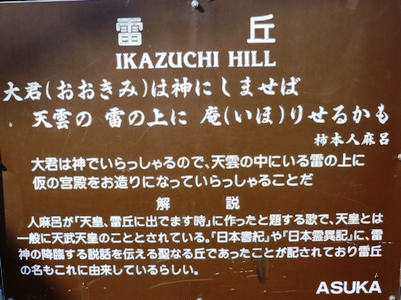 雷 丘
IKAZUCHI HILL
大君(おおきみ)は神にしませば
天雲の 雷の上に 庵(いほ)りせるかも
柿本人麻呂
大君は神でいらっしゃるので、天雲の中にいる雷の上に
仮の宮殿をお造りになっていらっしゃることだ
解 説
人麻呂が「天皇、雷丘に出でます時」に作ったと題する歌で、天皇とは
一般に天武天皇のこととされている。『日本書紀』や『日本霊異記』に、雷
神の降臨する説話を伝える聖なる丘であったことが記されており雷丘
の名もこれに由来しているらしい。
ASUKA